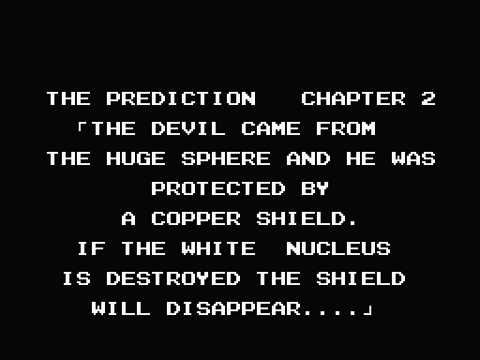 THE PREDICTION CHAPTER 2
「THE DEVIL CAME FROM
THE HUGE SPHERE AND HE WAS
PROTECTED BY
A COPPER SHIELD.
IF THE WHITE NUCLEUS
IS DESTROYED THE SHIELD
WILL DISAPPEAR....」